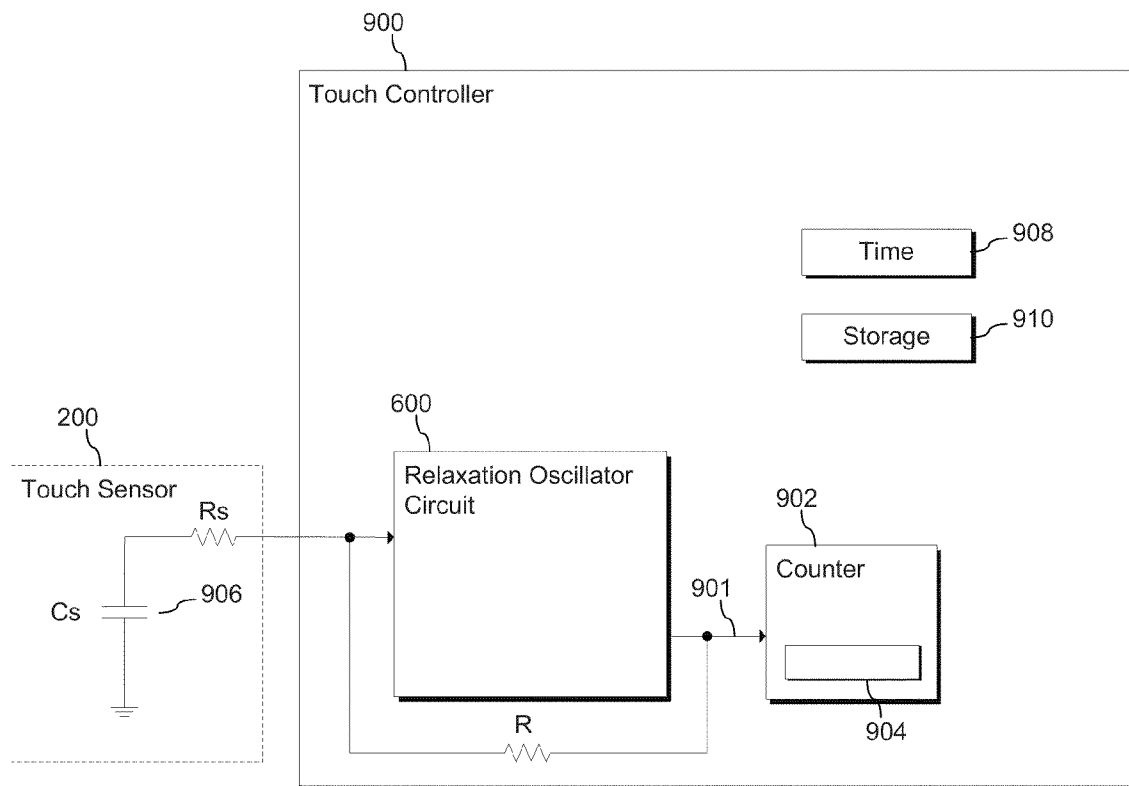 900
Touch Controller
Time
908
Storage
910
200
600
Touch Sensor
Rs
Relaxation Oscillator
Circuit
902
Counter
Cs
906
901
R
904